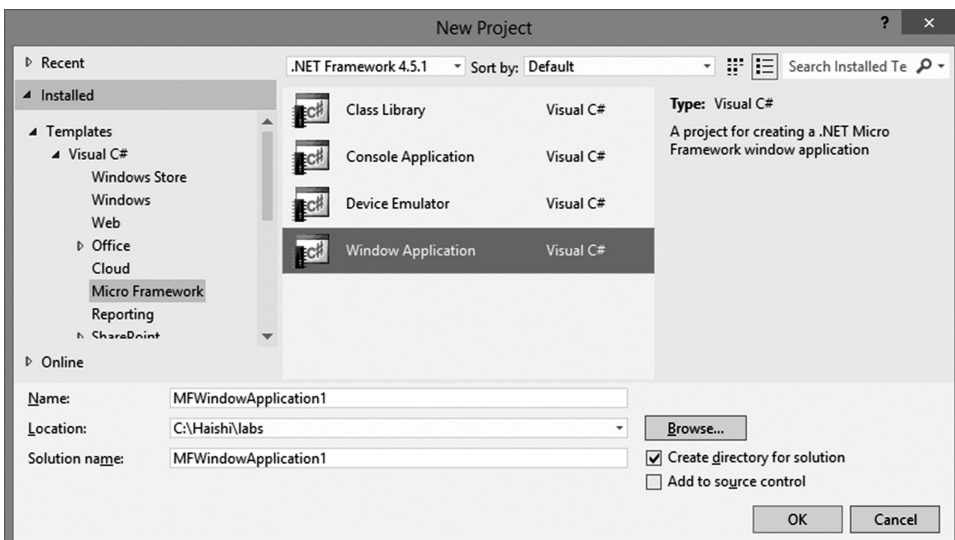 New Project
? ×
Recent
.NET Framework 4.5.1 Sort by: Default Search Installed Te
Installed
Templates
Visual C#
Windows Store
Windows
Web
Office
Cloud
Micro Framework
Reporting
SharePoint
Online
C# Class Library Visual C#
C# Console Application Visual C#
C# Device Emulator Visual C#
C# Window Application Visual C#
Type: Visual C#
A project for creating a .NET Micro
Framework window application
Name: MFWindowApplication1
Location: C:\Haishi\labs Browse...
Solution name: MFWindowApplication1
Create directory for solution
Add to source control
OK Cancel